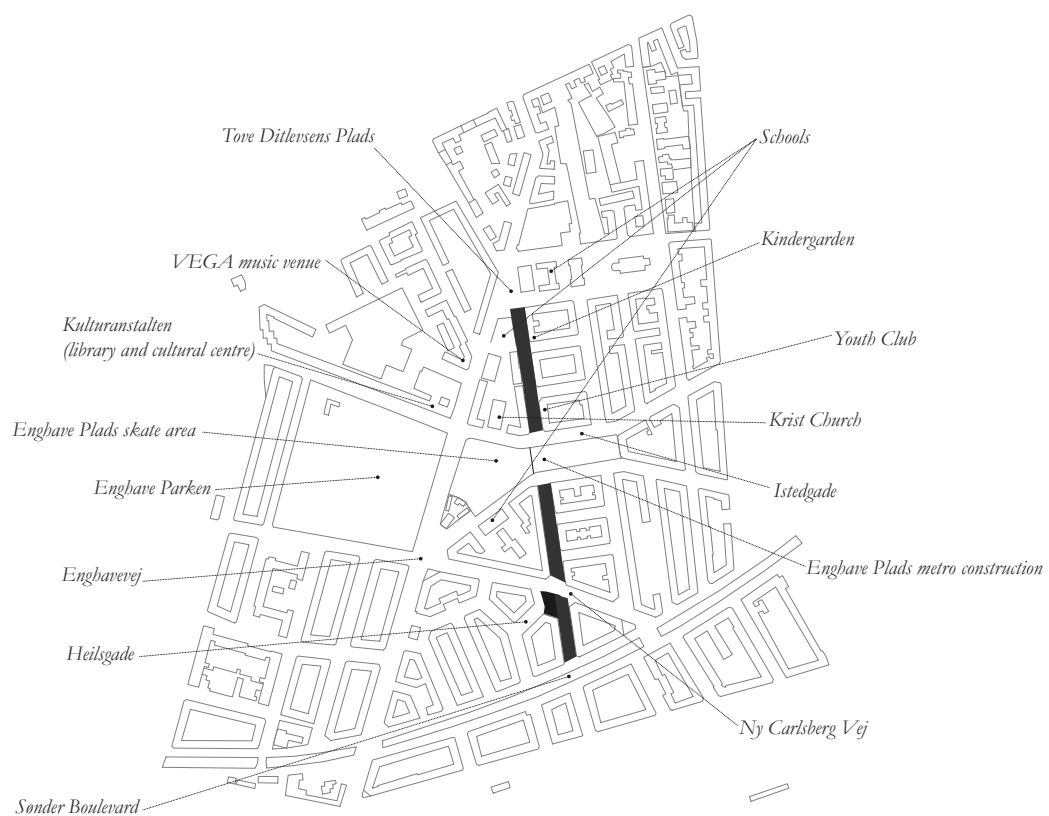 Tove Ditlevsens Plads
Schools
Kindergarden
VEGA music venue
Kulturanstalten
(library and cultural centre)
Youth Club
Enghave Plads skate area
Krist Church
Enghave Parken
Istedgade
Enghavevej
Enghave Plads metro construction
Heilsgade
Ny Carlsberg Vej
Sønder Boulevard